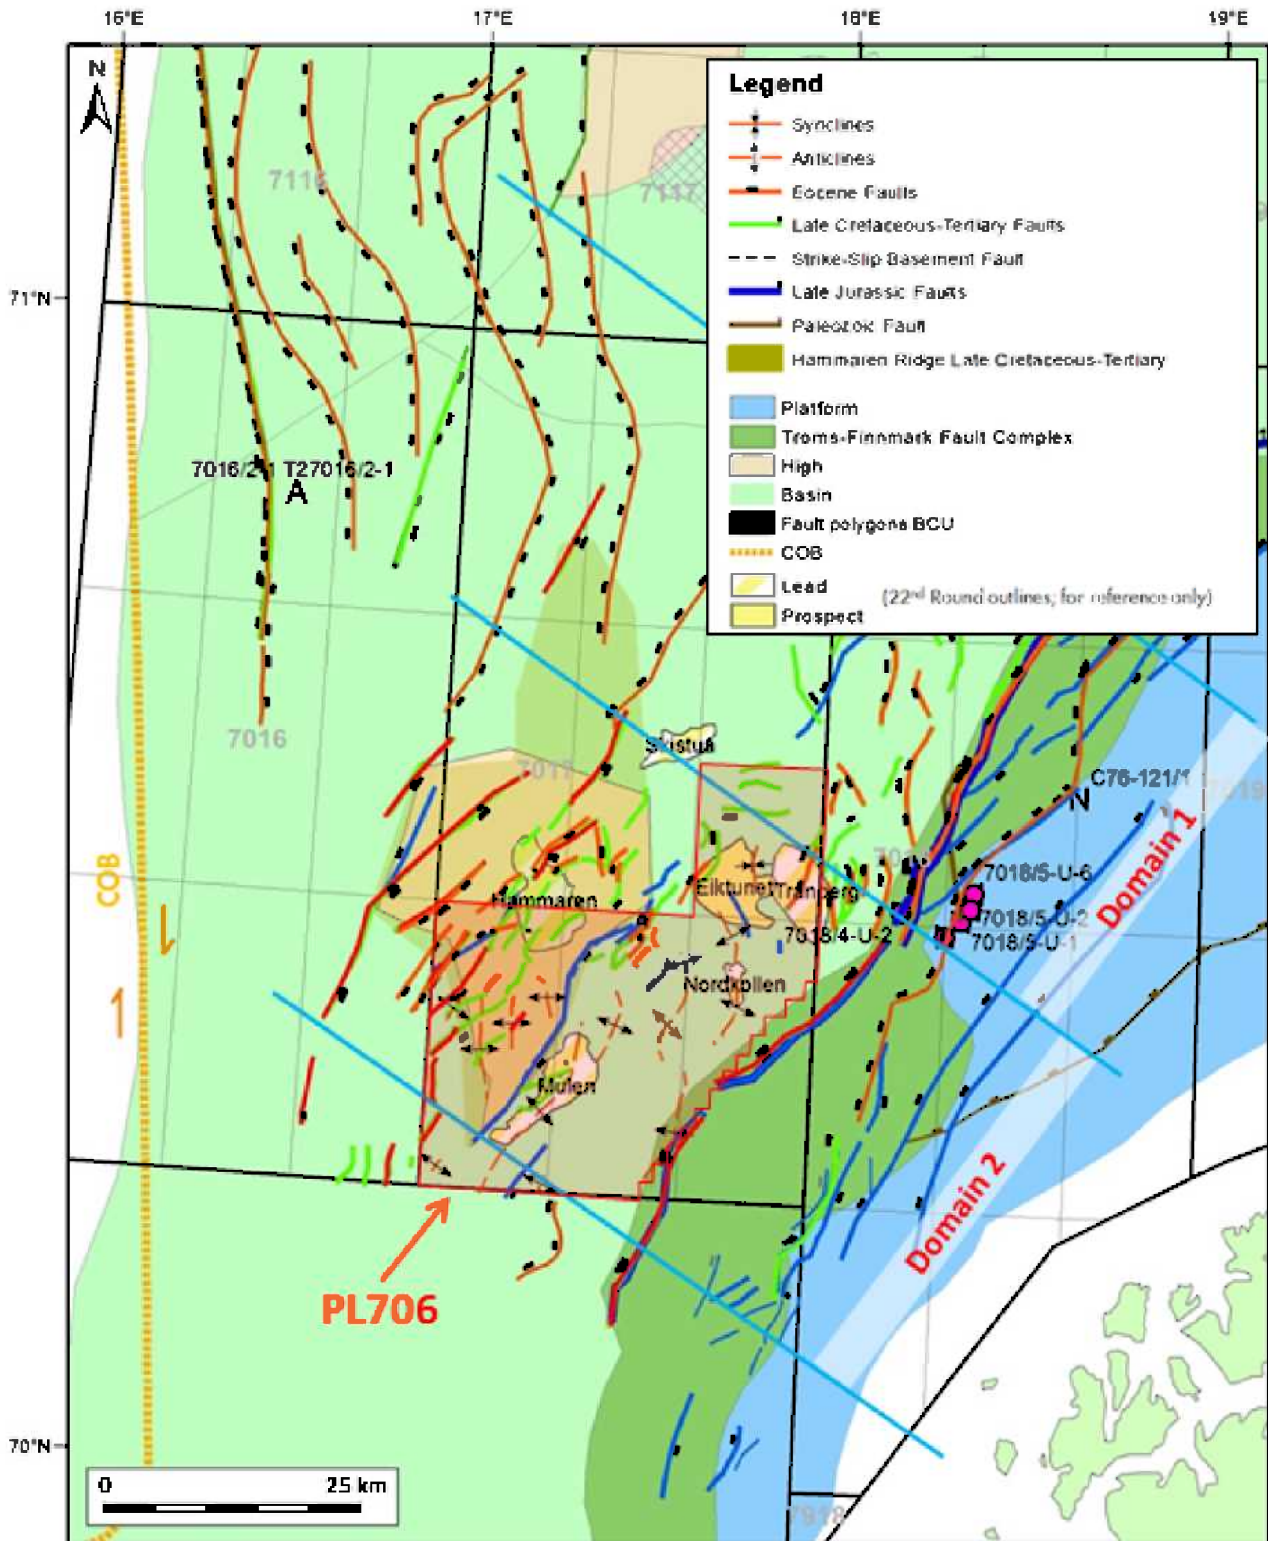 16°E
17°E
18°E
19°E
N
71°N
70°N
Legend
Synclines
Anticlines
Eocene Faults
Late Cretaceous-Tertiary Faults
Strike-Slip Basement Fault
Late Jurassic Faults
Paleozoic Fault
Hammaren Ridge Late Cretaceous-Tertiary
Platform
Troms-Finnmark Fault Complex
High
Basin
Fault polygons BCU
COB
Lead
(22nd Round outlines; for reference only)
Prospect
7116
7117
7016/2-1 T27016/2-1
A
7016
Skistua
7017
C76-121/1
N
7019
Domain 1
COB
Hammaren
Eiktunet
Tranberg
7018/5-U-6
7018/5-U-2
7018/4-U-2
7018/5-U-1
Nordkollen
Mulen
Domain 2
PL706
0
25 km
7918